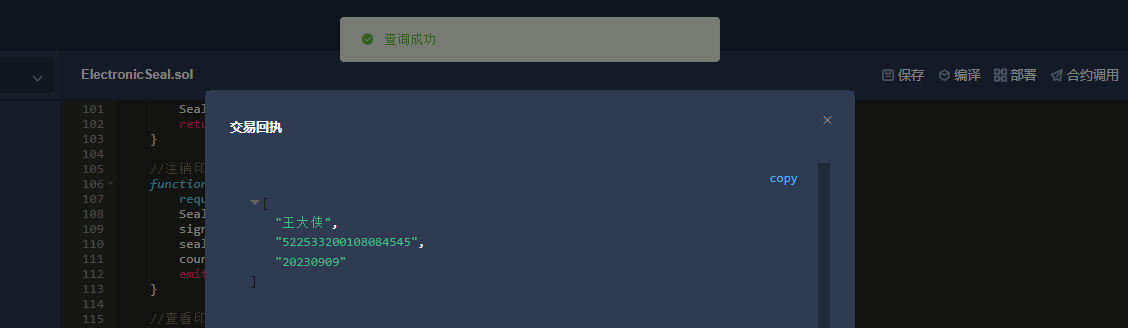 查询成功
ElectronicSeal.sol
保存 编译 部署 合约调用
交易回执
copy
[
"王大侠",
"522533200108084545",
"20230909"
]
101 Seal
102 retu
103 }
104
105 //注销印
106 function
107 requ
108 Seal
109 sign
110 seal
111 coun
112 emit
113 }
114
115 //查看印